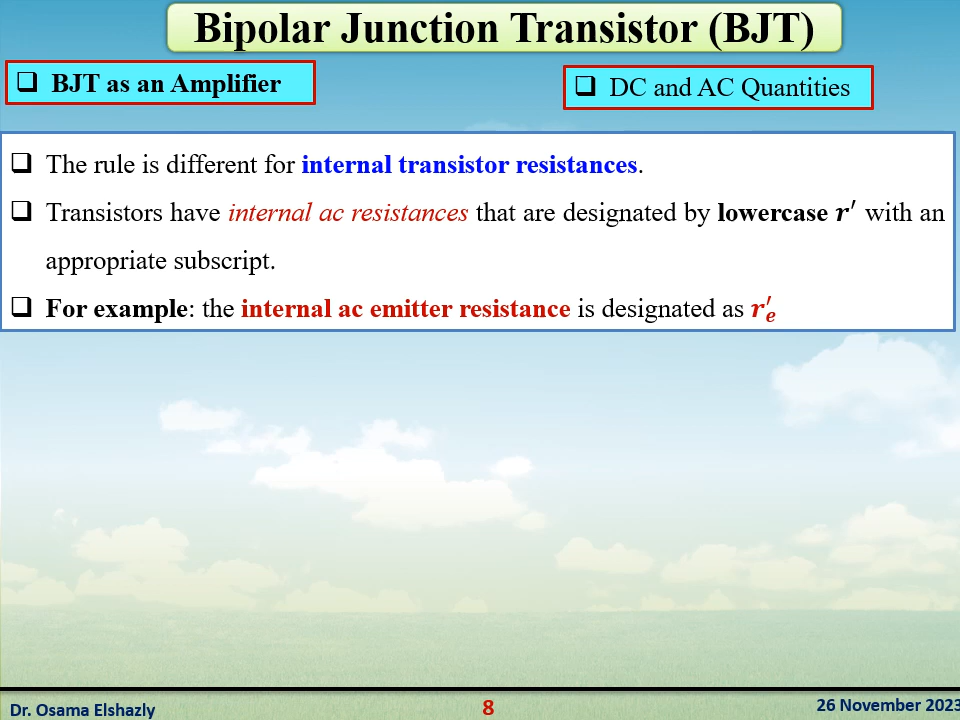 Bipolar Junction Transistor (BJT)
❑ BJT as an Amplifier
❑ DC and AC Quantities
❑ The rule is different for internal transistor resistances.
❑ Transistors have internal ac resistances that are designated by lowercase r′ with an
appropriate subscript.
❑ For example: the internal ac emitter resistance is designated as r′e
Dr. Osama Elshazly
8
26 November 2023